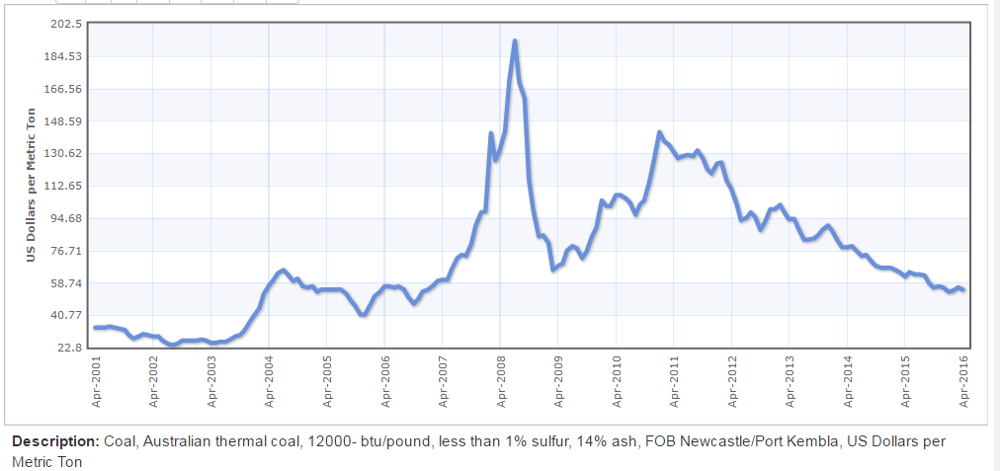 202.5
184.53
166.56
148.59
130.62
112.65
94.68
76.71
58.74
40.77
22.8
US Dollars per Metric Ton
Apr-2001
Apr-2002
Apr-2003
Apr-2004
Apr-2005
Apr-2006
Apr-2007
Apr-2008
Apr-2009
Apr-2010
Apr-2011
Apr-2012
Apr-2013
Apr-2014
Apr-2015
Apr-2016
Description: Coal, Australian thermal coal, 12000- btu/pound, less than 1% sulfur, 14% ash, FOB Newcastle/Port Kembla, US Dollars per
Metric Ton